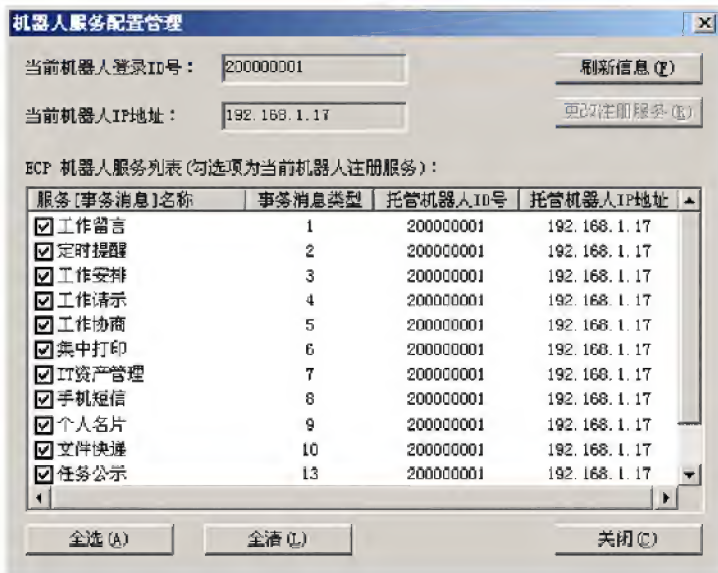 机器人服务配置管理
当前机器人登录ID号： 200000001 刷新信息(F)
当前机器人IP地址： 192.168.1.17 更改注册服务(R)
ECP 机器人服务列表(勾选项为当前机器人注册服务)：
服务[事务消息]名称 事务消息类型 托管机器人ID号 托管机器人IP地址
工作留言 1 200000001 192.168.1.17
定时提醒 2 200000001 192.168.1.17
工作安排 3 200000001 192.168.1.17
工作请示 4 200000001 192.168.1.17
工作协商 5 200000001 192.168.1.17
集中打印 6 200000001 192.168.1.17
IT资产管理 7 200000001 192.168.1.17
手机短信 8 200000001 192.168.1.17
个人名片 9 200000001 192.168.1.17
文件快递 10 200000001 192.168.1.17
任务公示 13 200000001 192.168.1.17
全选(A) 全清(L) 关闭(C)